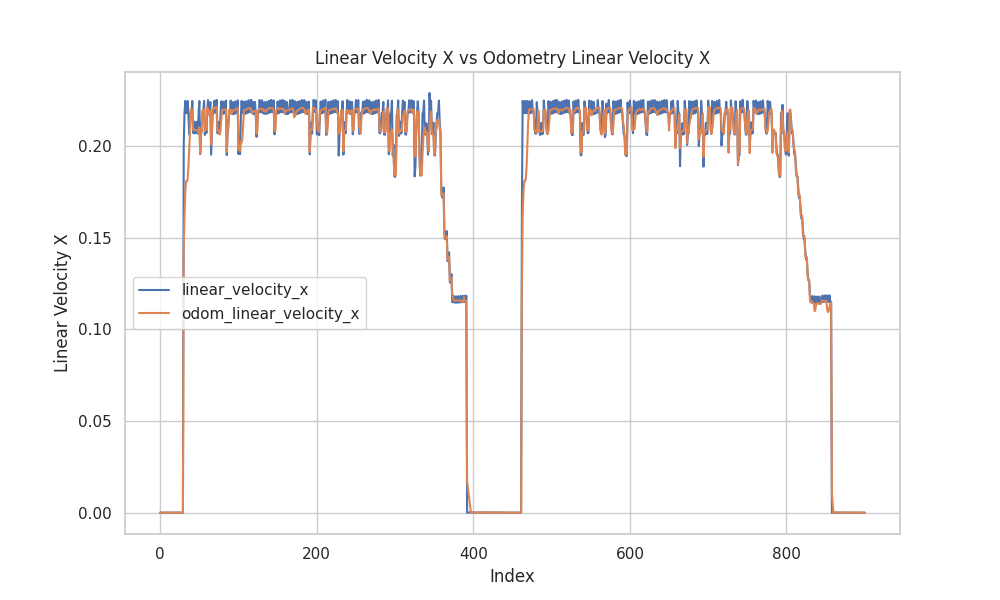 Linear Velocity X vs Odometry Linear Velocity X
Linear Velocity X
0.20
0.15
0.10
0.05
0.00
linear_velocity_x
odom_linear_velocity_x
0
200
400
600
800
Index